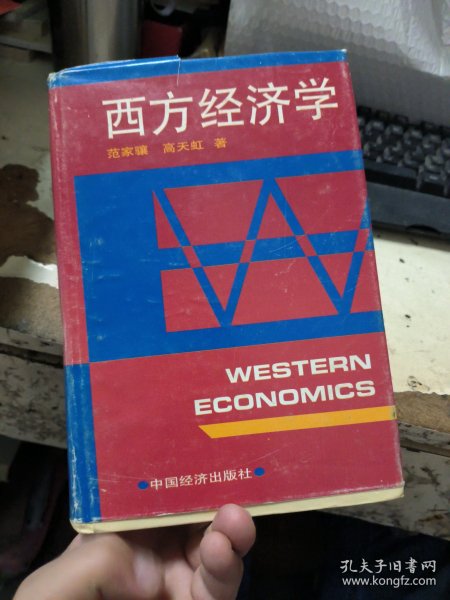 西方经济学
范家骧 高天虹 著
WESTERN
ECONOMICS
中国经济出版社
孔夫子旧书网
www.kongfz.com